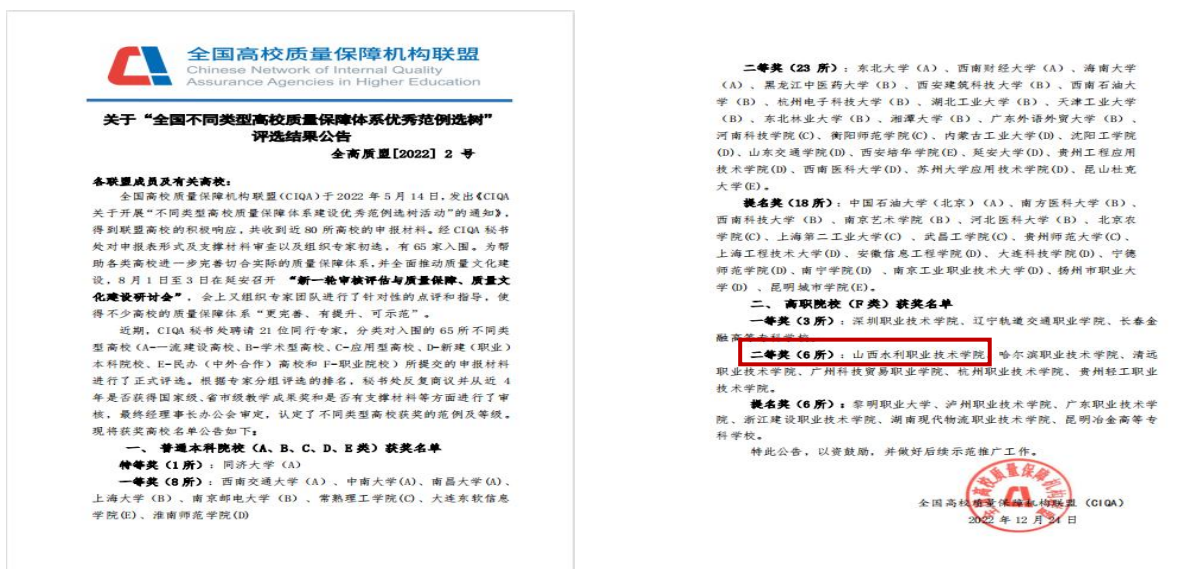 全国高校质量保障机构联盟
Chinese Network of Internal Quality
Assurance Agencies in Higher Education
关于“全国不同类型高校质量保障体系优秀范例选树”
评选结果公告
全高质盟[2022] 2 号
各联盟成员及有关高校：
全国高校质量保障机构联盟(CIQA)于 2022 年 5 月 14 日，发出《CIQA
关于开展“不同类型高校质量保障体系建设优秀范例选树活动”的通知》，
得到联盟高校的积极响应，共收到近 80 所高校的申报材料。经 CIQA 秘书
处对申报表形式及支撑材料审查以及组织专家初选，有 65 家入围。为帮
助各类高校进一步完善切合实际的质量保障体系，并全面推动质量文化建
设，8 月 1 日至 3 日在延安召开 “新一轮审核评估与质量保障、质量文
化建设研讨会”，会上又组织专家团队进行了针对性的点评和指导，使
得不少高校的质量保障体系“更完善、有提升、可示范”。
近期，CIQA 秘书处聘请 21 位同行专家，分类对入围的 65 所不同类
型高校（A-一流建设高校、B-学术型高校、C-应用型高校、D-新建（职业）
本科院校、E-民办（中外合作）高校和 F-职业院校）所提交的申报材料
进行了正式评选。根据专家分组评选的排名，秘书处反复商议并从近 4
年是否获得国家级、省市级教学成果奖和是否有支撑材料等方面进行了审
核，最终经理事长办公会审定，认定了不同类型高校获奖的范例及等级。
现将获奖高校名单公告如下：
一、 普通本科院校（A、B、C、D、E 类）获奖名单
特等奖（1 所）：同济大学（A）
一等奖（8 所）：西南交通大学（A）、中南大学(A)、南昌大学(A)、
上海大学（B）、南京邮电大学（B）、常熟理工学院(C)、大连东软信息
学院(E)、淮南师范学院(D)
二等奖（23 所）：东北大学（A）、西南财经大学（A）、海南大学
（A）、黑龙江中医药大学（B）、西安建筑科技大学（B）、西南石油大
学（B）、杭州电子科技大学（B）、湖北工业大学（B）、天津工业大学
（B）、东北林业大学（B）、湘潭大学（B）、广东外语外贸大学（B）、
河南科技学院(C)、衡阳师范学院(C)、内蒙古工业大学(D)、沈阳工学院
(D)、山东交通学院(D)、西安培华学院(E)、延安大学(D)、贵州工程应用
技术学院(D)、西南医科大学(D)、苏州大学应用技术学院(D)、昆山杜克
大学(E)。
提名奖（18 所）：中国石油大学（北京）（A）、南方医科大学（B）、
西南科技大学（B）、南京艺术学院（B）、河北医科大学（B）、北京农
学院(C)、上海第二工业大学(C) 、武昌工学院(C)、贵州师范大学(C)、
上海工程技术大学(D)、安徽信息工程学院(D)、大连科技学院(D)、宁德
师范学院(D)、南宁学院(D) 、南京工业职业技术大学(D)、扬州市职业大
学(D) 、昆明城市学院(E)。
二、 高职院校（F 类）获奖名单
一等奖（3 所）：深圳职业技术学院、辽宁轨道交通职业学院、长春金
融高等专科学校。
二等奖（6 所）：山西水利职业技术学院、哈尔滨职业技术学院、清远
职业技术学院、广州科技贸易职业学院、杭州职业技术学院、贵州轻工职业
技术学院。
提名奖（6 所）：黎明职业大学、泸州职业技术学院、广东职业技术学
院、浙江建设职业技术学院、湖南现代物流职业技术学院、昆明冶金高等专
科学校。
特此公告，以资鼓励，并做好后续示范推广工作。
全国高校质量保障机构联盟 (CIQA)
2022 年 12 月 24 日